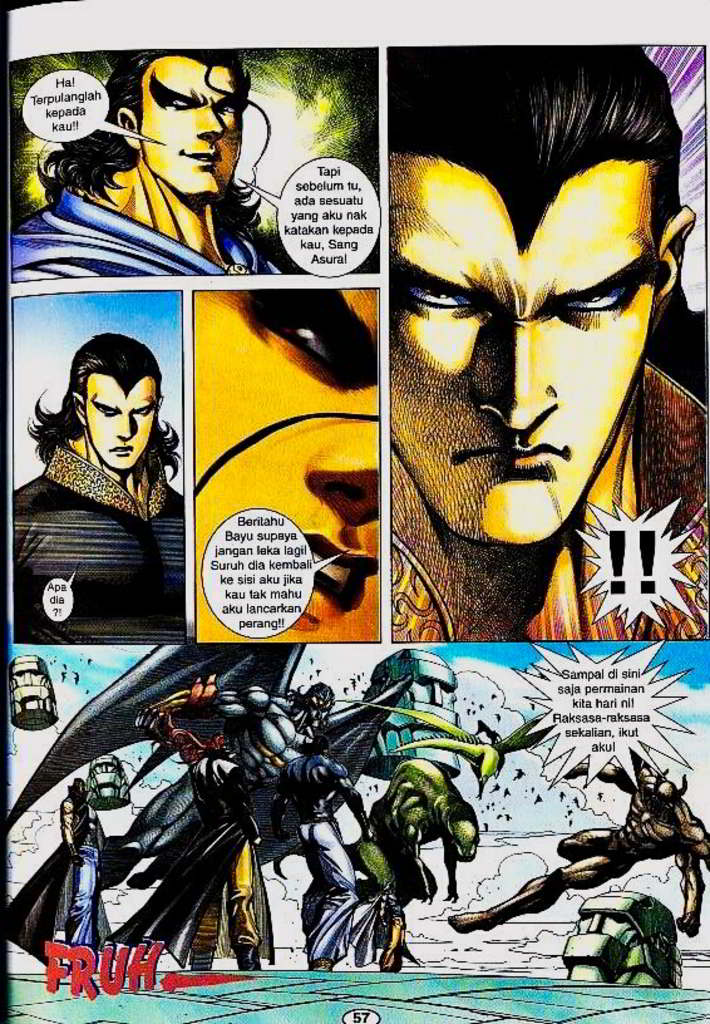 Ha!
Terpulanglah
kepada
kau!!
Tapi
sebelum tu,
ada sesuatu
yang aku nak
katakan kepada
kau, Sang
Asura!
!!
Apa
dia
?!
Beritahu
Bayu supaya
jangan leka lagi!
Suruh dia kembali
ke sisi aku jika
kau tak mahu
aku lancarkan
perang!!
Sampai di sini
saja permainan
kita hari ini!
Raksasa-raksasa
sekalian, ikut
aku!
FRUH
57